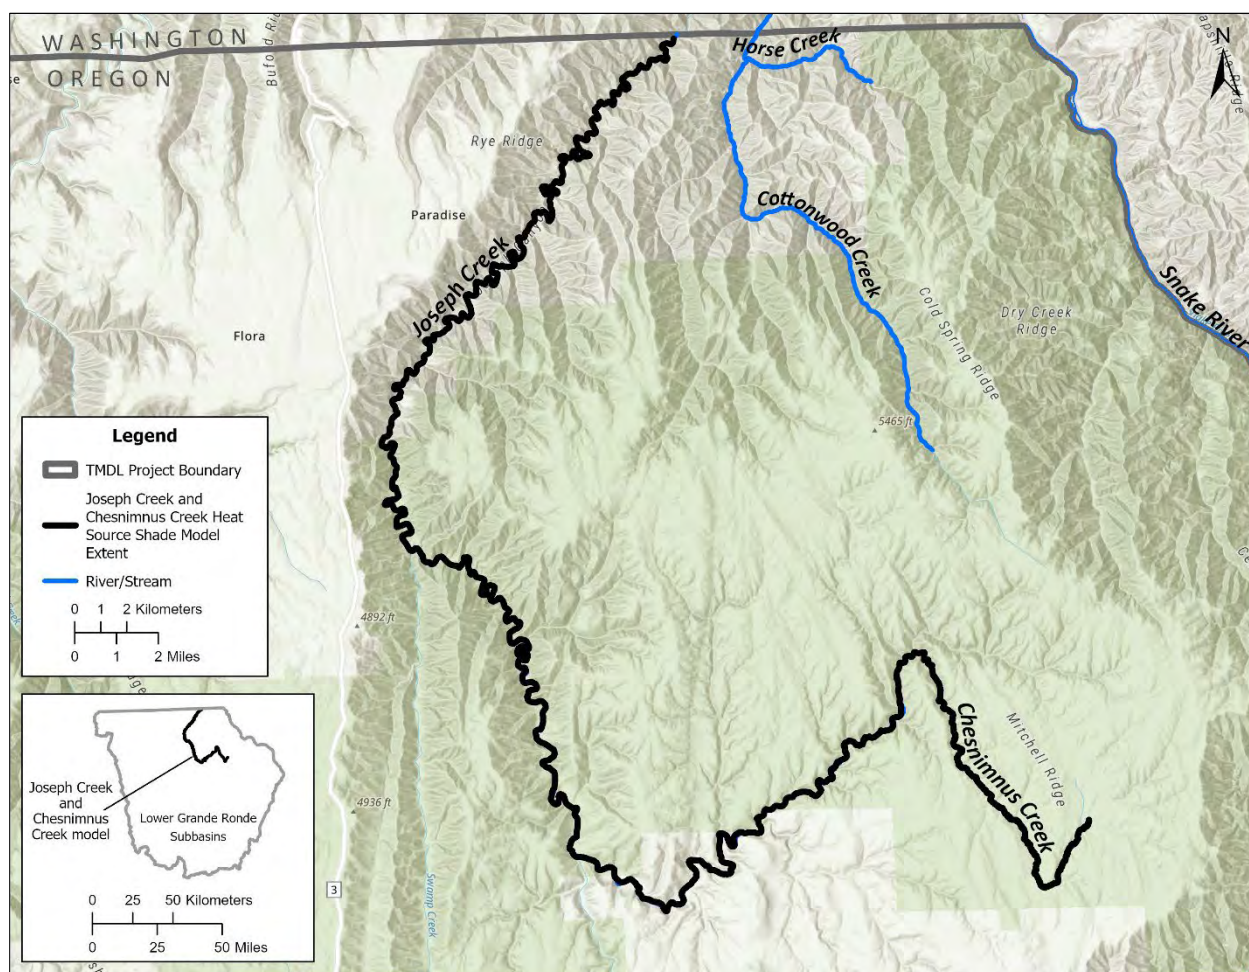 WASHINGTON
OREGON
Horse Creek
N
Rye Ridge
Paradise
Joseph Creek
Cottonwood Creek
Snake River
Cold Spring Ridge
Dry Creek
Ridge
Flora
5465 ft
Legend
TMDL Project Boundary
Joseph Creek and
Chesnimnus Creek Heat
Source Shade Model
Extent
River/Stream
0 1 2 Kilometers
0 1 2 Miles
4892 ft
Chesnimnus Creek
Mitchell Ridge
4936 ft
Swamp Creek
3
Joseph Creek
and
Chesnimnus
Creek model
Lower Grande Ronde
Subbasins
0 25 50 Kilometers
0 25 50 Miles